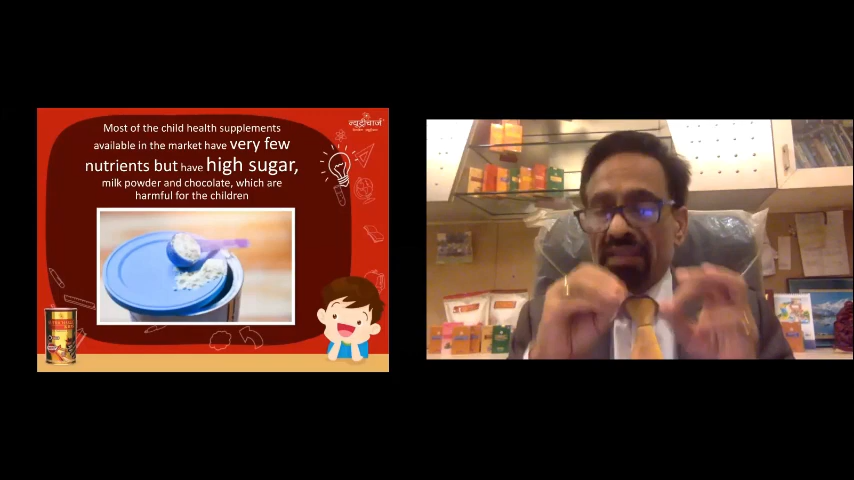 न्यूट्रीचार्ज
Most of the child health supplements
available in the market have very few
nutrients but have high sugar,
milk powder and chocolate, which are
harmful for the children